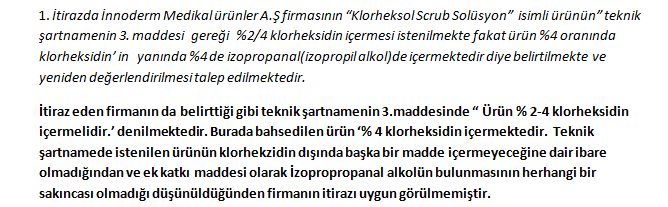 1. İtirazda İnnoderm Medikal ürünler A.Ş firmasının “Klorheksol Scrub Solüsyon” isimli ürünün” teknik
şartnamenin 3. maddesi gereği %2/4 klorheksidin içermesi istenilmekte fakat ürün %4 oranında
klorheksidin’ in yanında %4 de izopropanal(izopropil alkol)de içermektedir diye belirtilmekte ve
yeniden değerlendirilmesi talep edilmektedir.
İtiraz eden firmanın da belirttiği gibi teknik şartnamenin 3.maddesinde “ Ürün % 2-4 klorheksidin
içermelidir.’ denilmektedir. Burada bahsedilen ürün ‘% 4 klorheksidin içermektedir. Teknik
şartnamede istenilen ürünün klorhekzidin dışında başka bir madde içermeyeceğine dair ibare
olmadığından ve ek katkı maddesi olarak İzopropropanal alkolün bulunmasının herhangi bir
sakıncası olmadığı düşünüldüğünden firmanın itirazı uygun görülmemiştir.